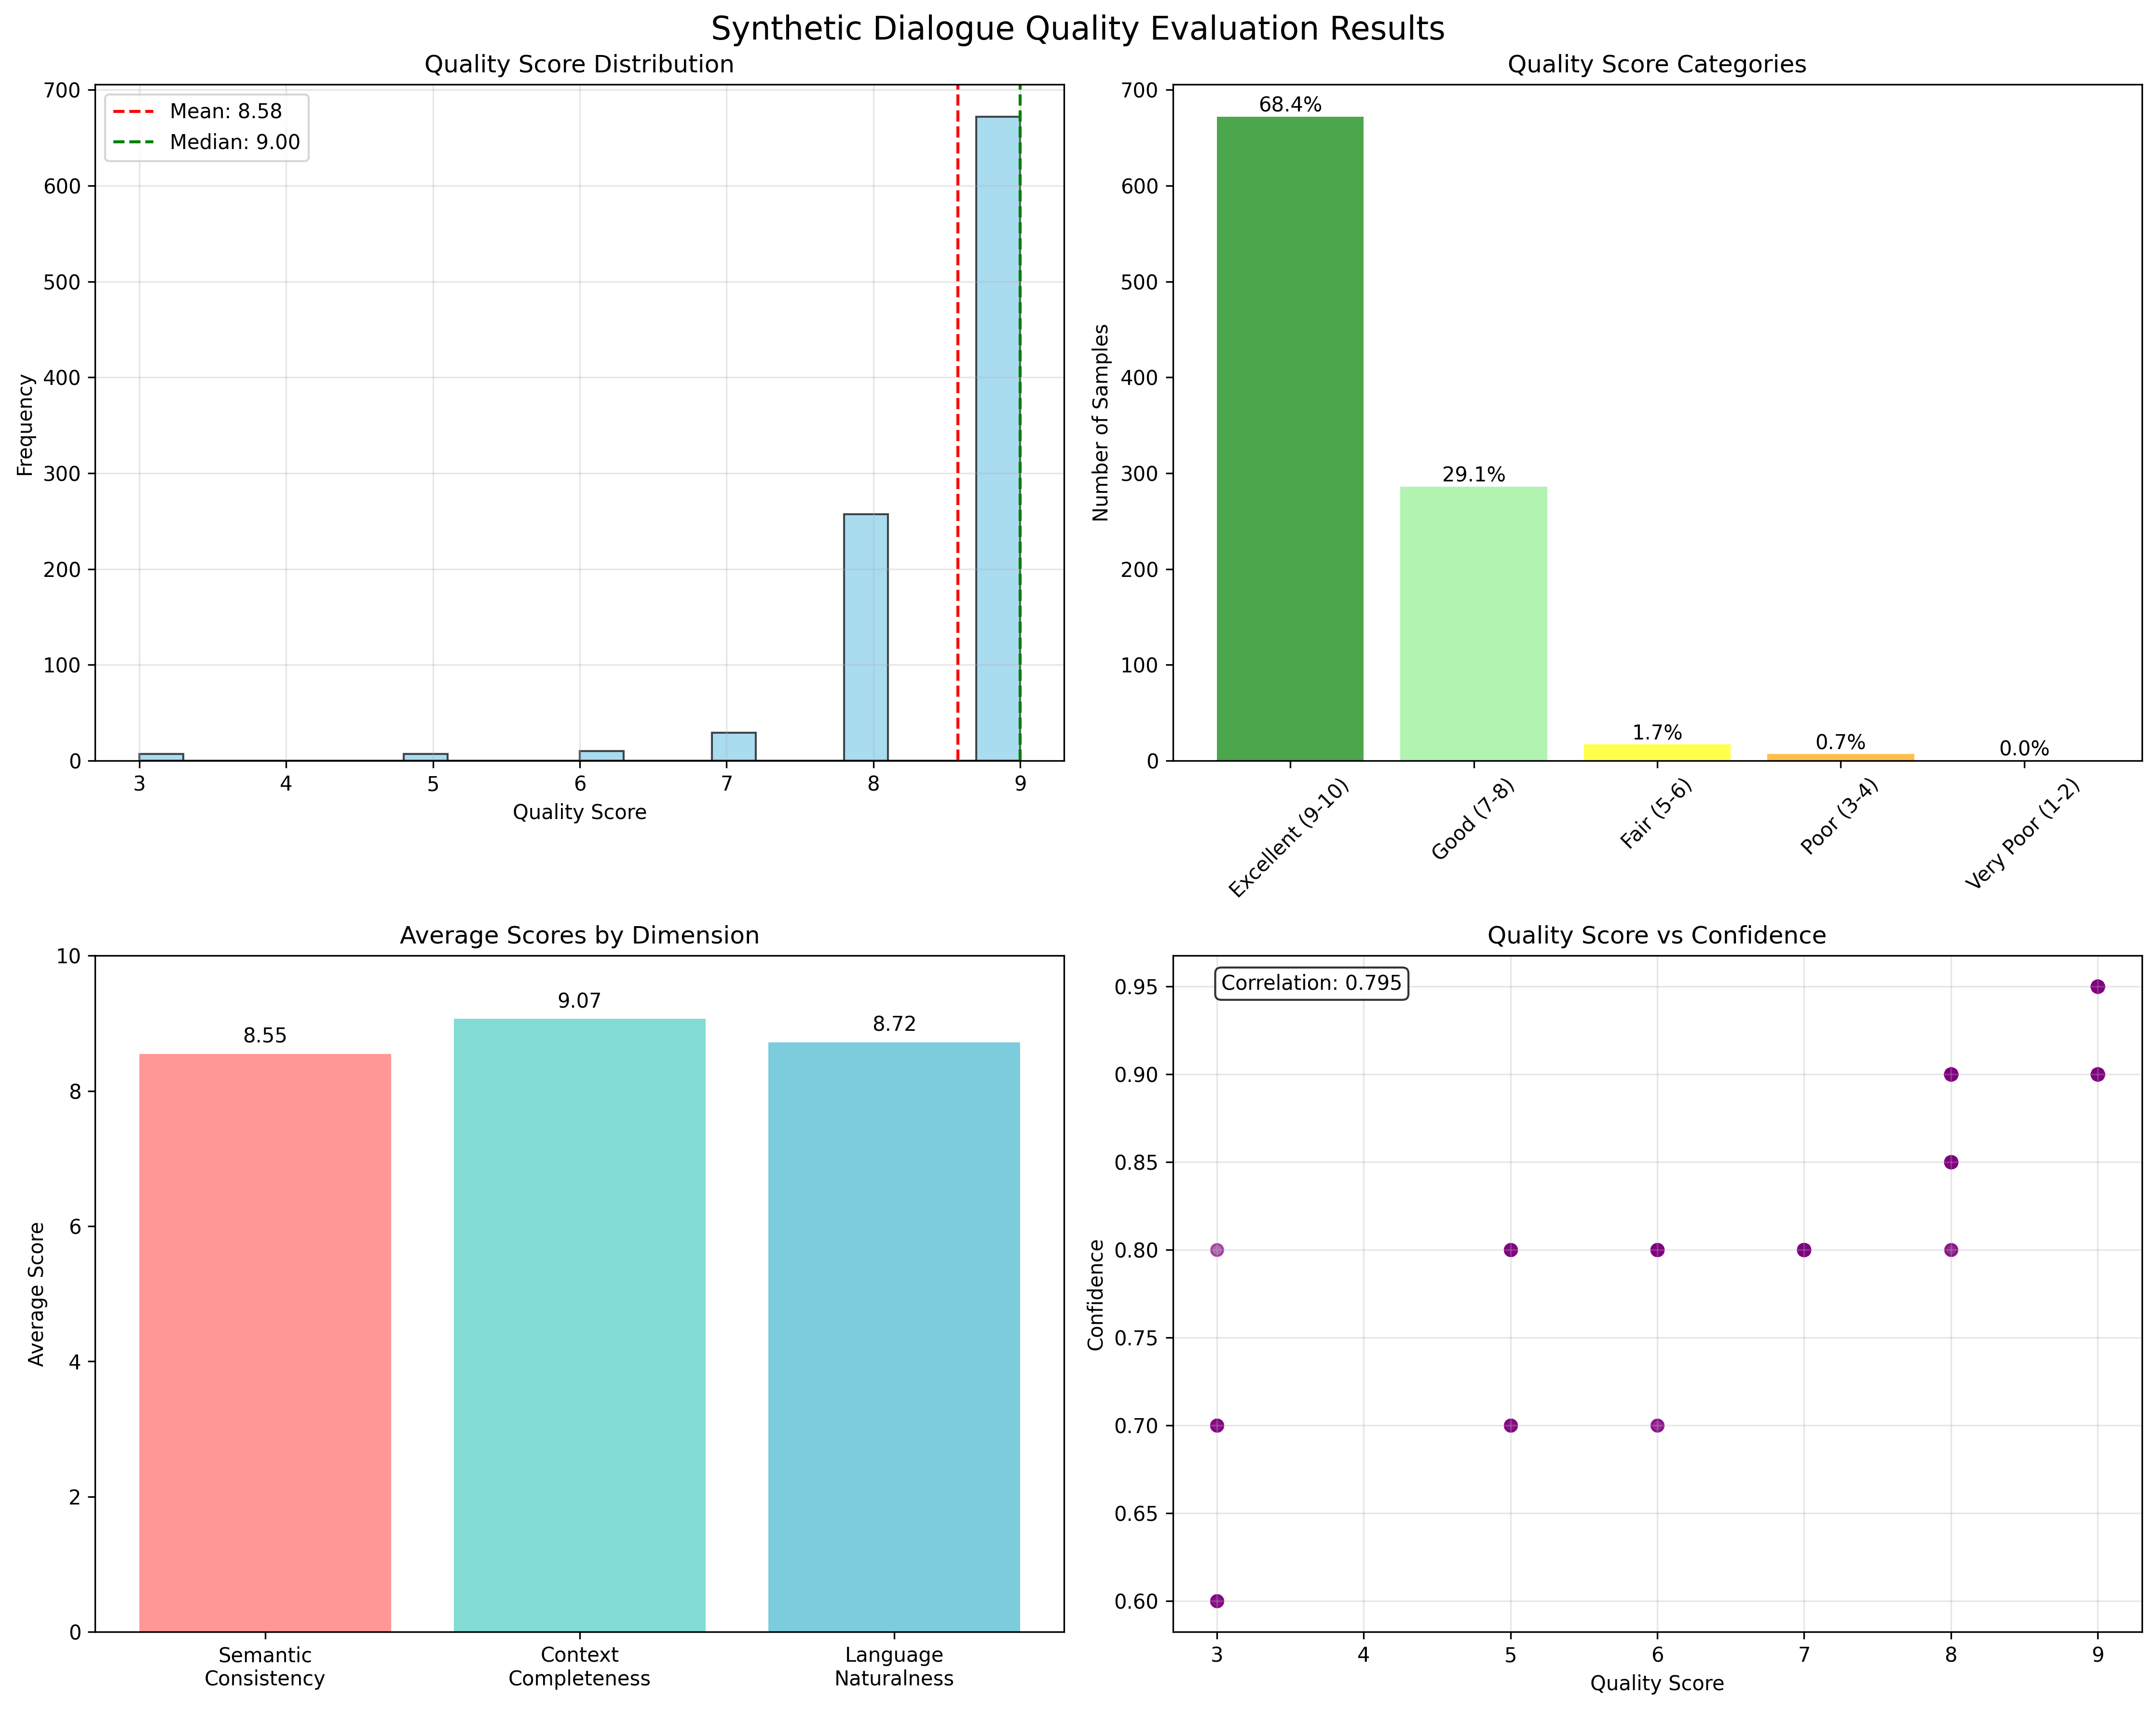 Synthetic Dialogue Quality Evaluation Results
Quality Score Distribution
700
600
500
400
300
200
100
0
Frequency
Mean: 8.58
Median: 9.00
3 4 5 6 7 8 9
Quality Score
Quality Score Categories
700
600
500
400
300
200
100
0
Number of Samples
68.4%
29.1%
1.7%
0.7%
0.0%
Excellent (9-10)
Good (7-8)
Fair (5-6)
Poor (3-4)
Very Poor (1-2)
Average Scores by Dimension
10
8
6
4
2
0
Average Score
8.55
9.07
8.72
Semantic
Consistency
Context
Completeness
Language
Naturalness
Quality Score vs Confidence
Correlation: 0.795
0.95
0.90
0.85
0.80
0.75
0.70
0.65
0.60
Confidence
3 4 5 6 7 8 9
Quality Score